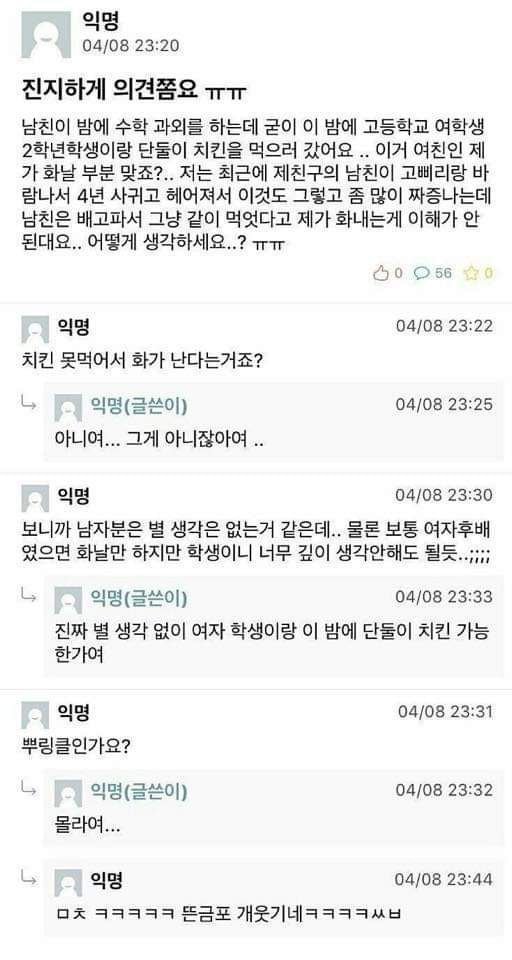 익명
04/08 23:20
진지하게 의견쫌요 ㅠㅠ
남친이 밤에 수학 과외를 하는데 굳이 이 밤에 고등학교 여학생
2학년학생이랑 단둘이 치킨을 먹으러 갔어요 .. 이거 여친인 제
가 화날 부분 맞죠?.. 저는 최근에 제친구의 남친이 고삐리랑 바
람나서 4년 사귀고 헤어져서 이것도 그렇고 좀 많이 짜증나는데
남친은 배고파서 그냥 같이 먹엇다고 제가 화내는게 이해가 안
된대요.. 어떻게 생각하세요..? ㅠㅠ
0 56 0
익명 04/08 23:22
치킨 못먹어서 화가 난다는거죠?
익명(글쓴이) 04/08 23:25
아니여... 그게 아니잖아여 ..
익명 04/08 23:30
보니까 남자분은 별 생각은 없는거 같은데.. 물론 보통 여자후배
였으면 화날만 하지만 학생이니 너무 깊이 생각안해도 될듯..;;;;
익명(글쓴이) 04/08 23:33
진짜 별 생각 없이 여자 학생이랑 이 밤에 단둘이 치킨 가능
한가여
익명 04/08 23:31
뿌링클인가요?
익명(글쓴이) 04/08 23:32
몰라여...
익명 04/08 23:44
ㅁ츠 ㅋㅋㅋㅋㅋ 뜬금포 개웃기네ㅋㅋㅋㅋㅆㅂ